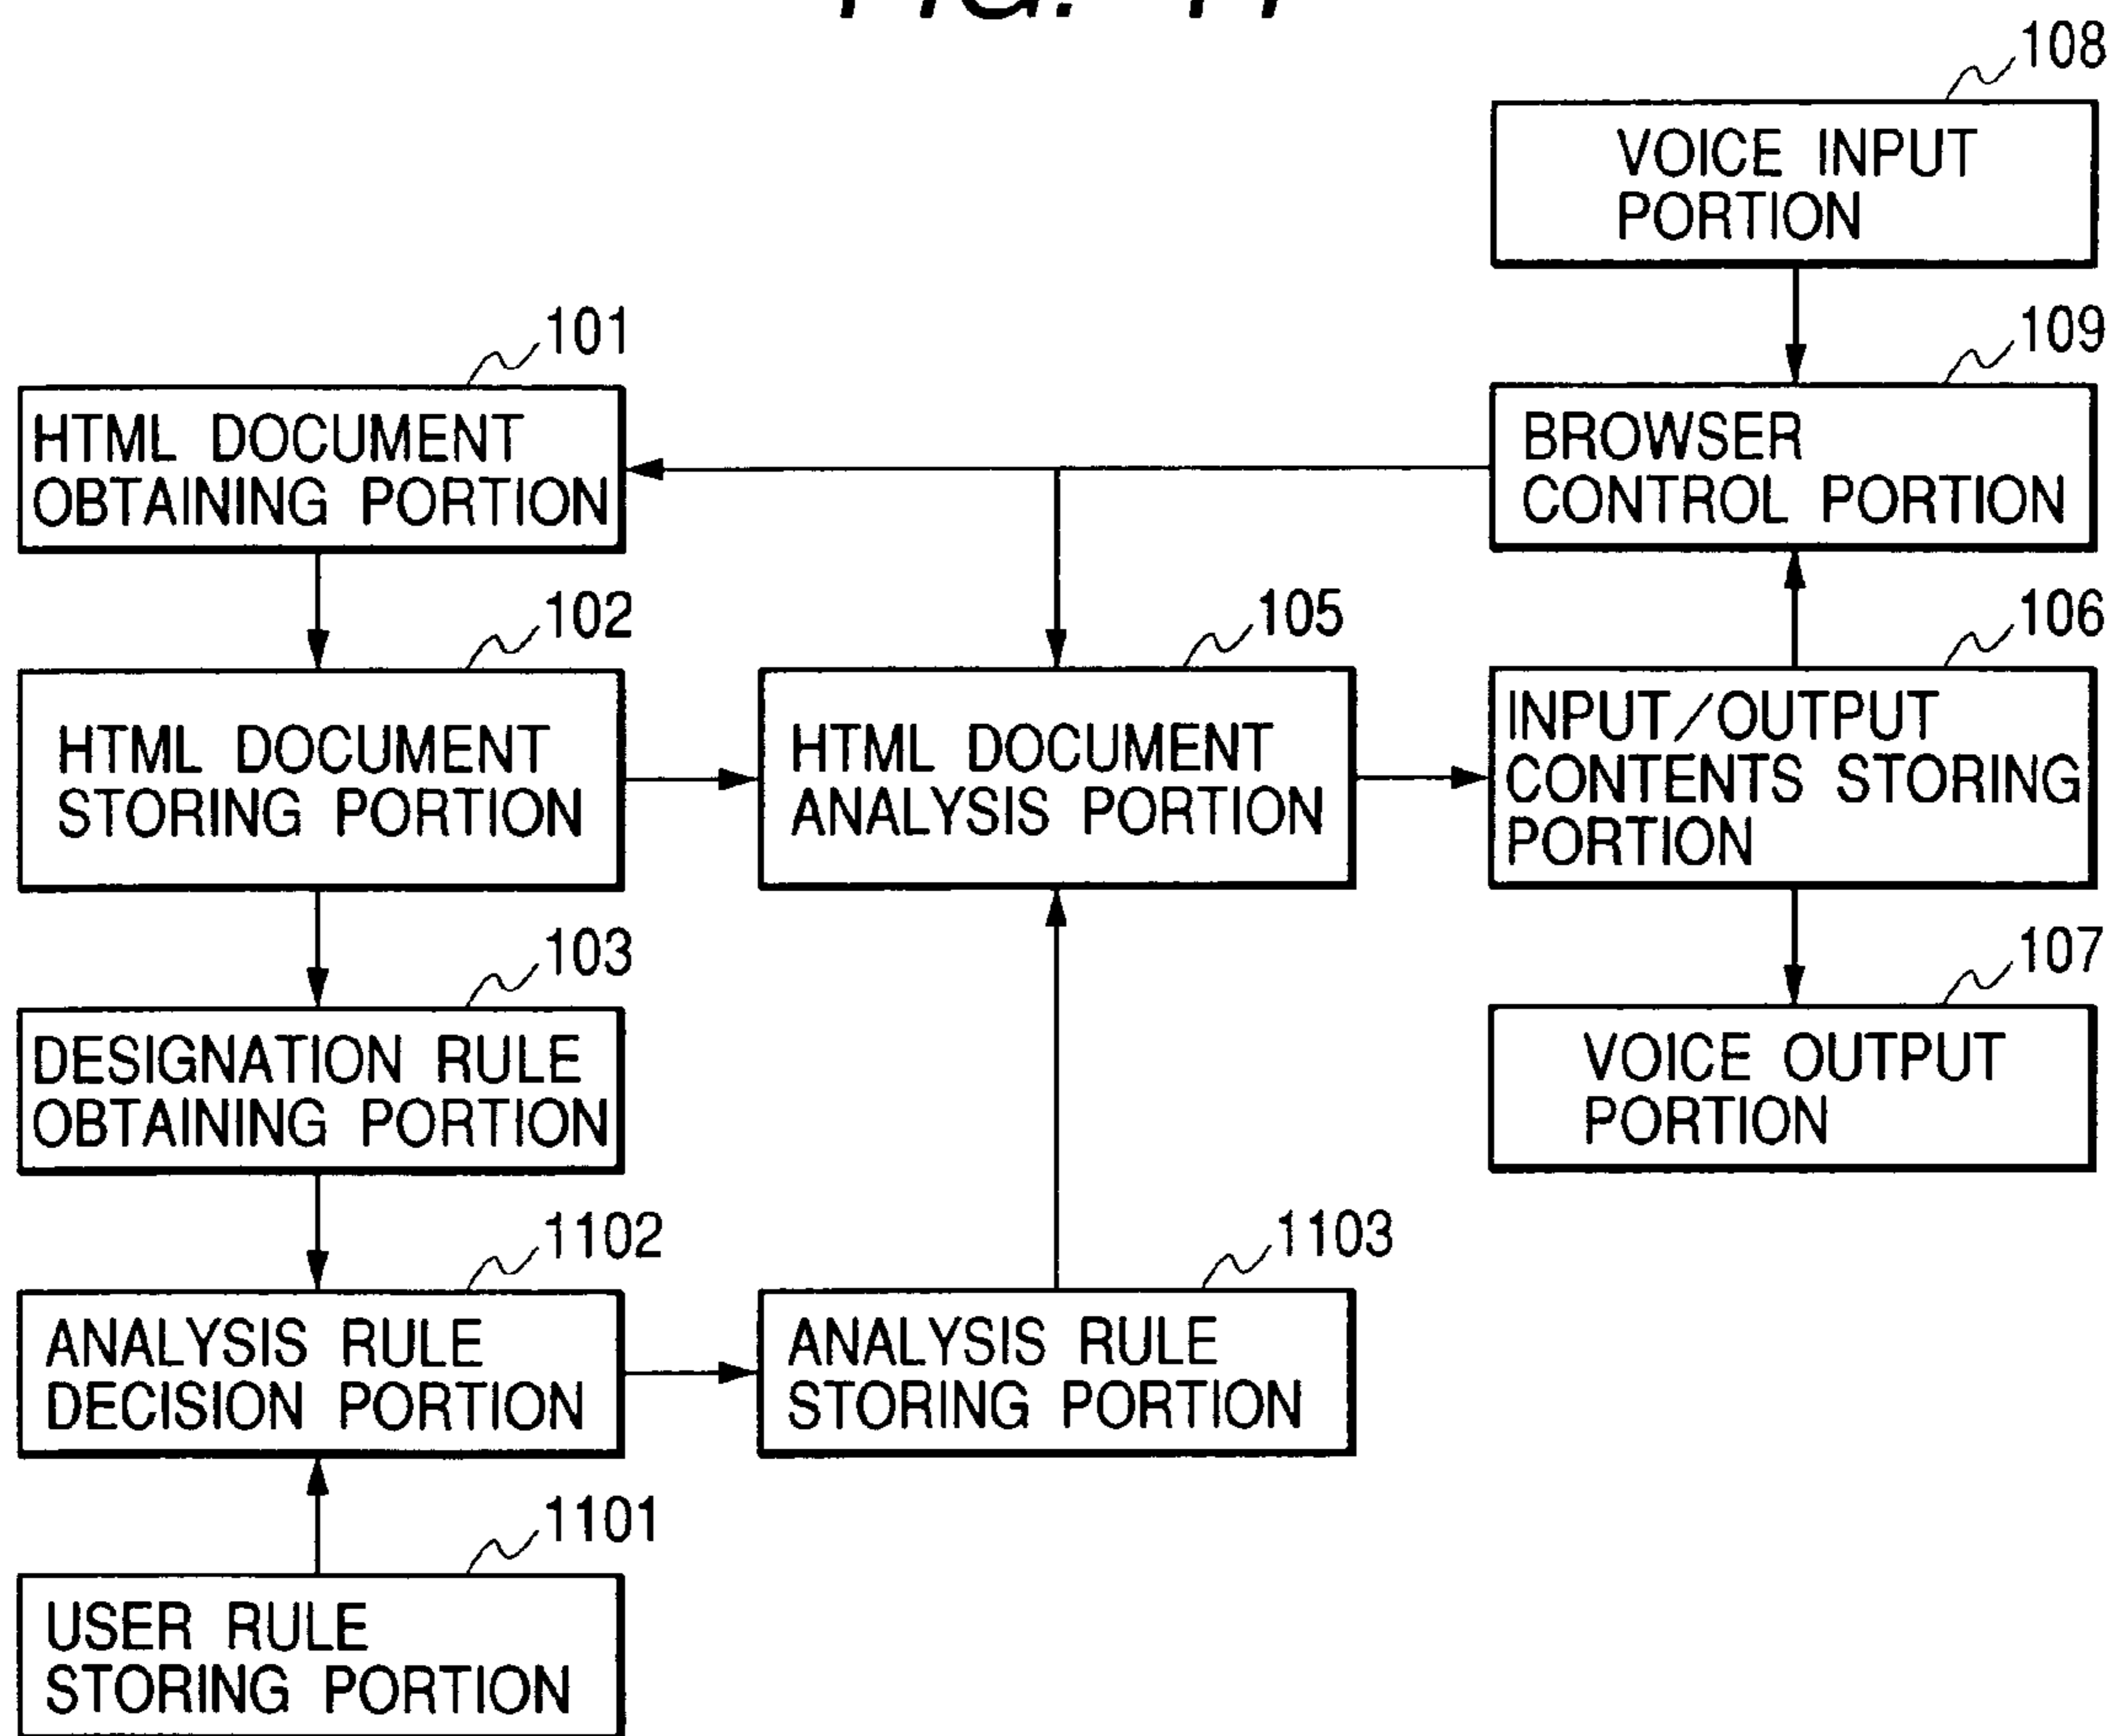 FIG. 11
108
VOICE INPUT
PORTION
101
109
HTML DOCUMENT
OBTAINING PORTION
BROWSER
CONTROL PORTION
102
105
106
HTML DOCUMENT
STORING PORTION
HTML DOCUMENT
ANALYSIS PORTION
INPUT/OUTPUT
CONTENTS STORING
PORTION
103
107
DESIGNATION RULE
OBTAINING PORTION
VOICE OUTPUT
PORTION
1102
1103
ANALYSIS RULE
DECISION PORTION
ANALYSIS RULE
STORING PORTION
1101
USER RULE
STORING PORTION